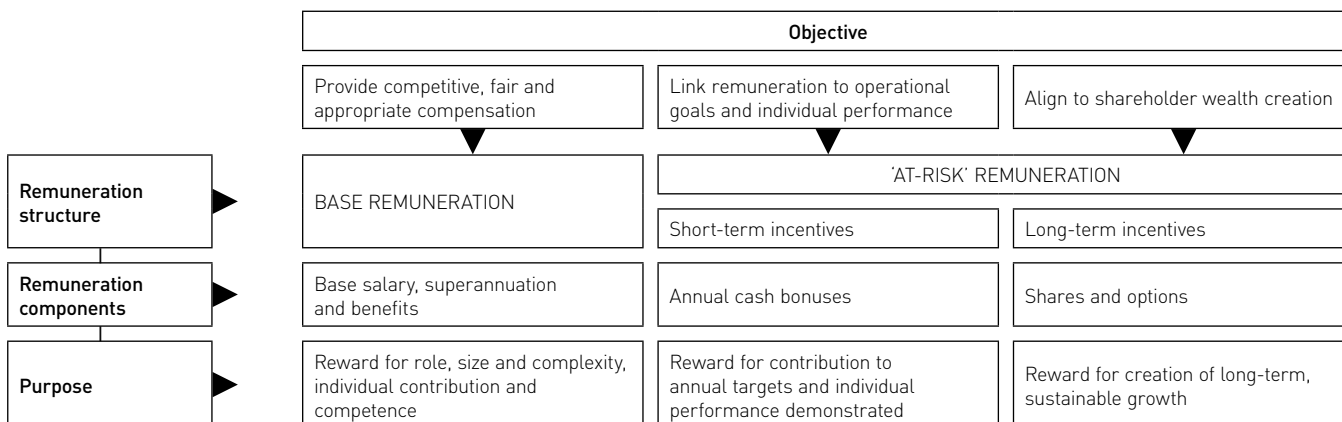 Objective
Provide competitive, fair and
appropriate compensation
Link remuneration to operational
goals and individual performance
Align to shareholder wealth creation
Remuneration
structure
BASE REMUNERATION
‘AT-RISK’ REMUNERATION
Short-term incentives
Long-term incentives
Remuneration
components
Base salary, superannuation
and benefits
Annual cash bonuses
Shares and options
Purpose
Reward for role, size and complexity,
individual contribution and
competence
Reward for contribution to
annual targets and individual
performance demonstrated
Reward for creation of long-term,
sustainable growth